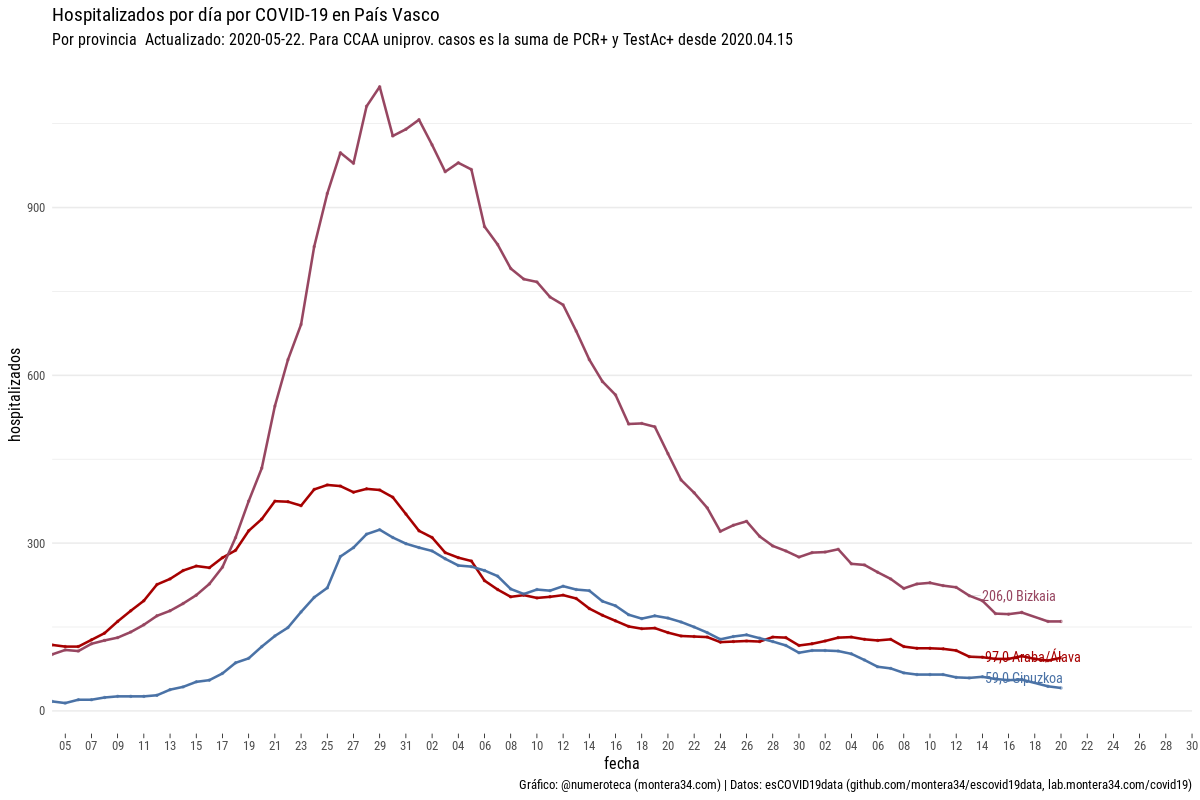 Hospitalizados por día por COVID-19 en País Vasco
Por provincia  Actualizado: 2020-05-22. Para CCAA uniprov. casos es la suma de PCR+ y TestAc+ desde 2020.04.15
hospitalizados
900
600
300
0
206,0 Bizkaia
97,0 Araba/Álava
59,0 Gipuzkoa
05 07 09 11 13 15 17 19 21 23 25 27 29 31 02 04 06 08 10 12 14 16 18 20 22 24 26 28 30 02 04 06 08 10 12 14 16 18 20 22 24 26 28 30
fecha
Gráfico: @numeroteca (montera34.com) | Datos: esCOVID19data (github.com/montera34/escovid19data, lab.montera34.com/covid19)